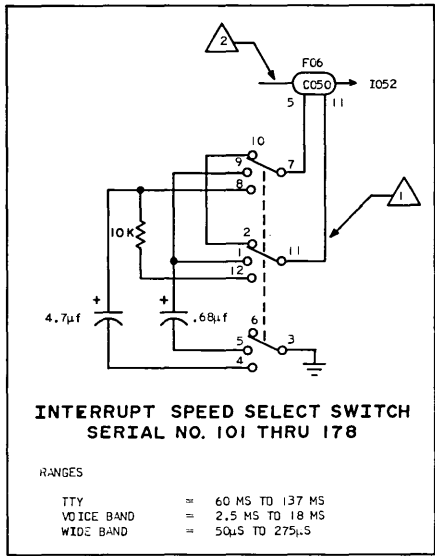 2
F06
C050
I052
5 11
10
9
7
8
1
10K
2
1
11
12
+
+
4.7µf
.68µf
6
5
3
4
INTERRUPT SPEED SELECT SWITCH
SERIAL NO. 101 THRU 178
RANGES
TTY = 60 MS TO 137 MS
VOICE BAND = 2.5 MS TO 18 MS
WIDE BAND = 50µS TO 275µS